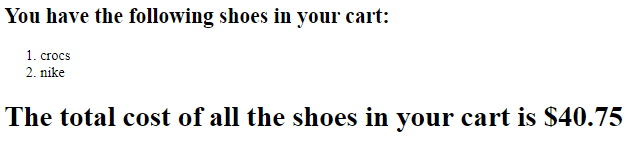 You have the following shoes in your cart:
1. crocs
2. nike
The total cost of all the shoes in your cart is $40.75